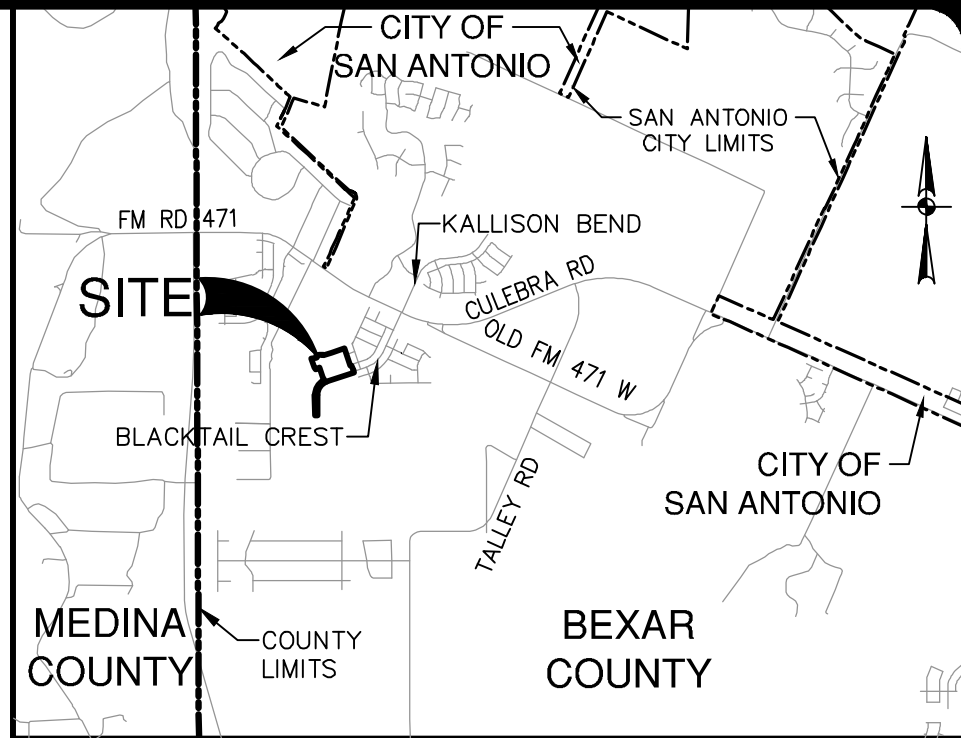 CITY OF
SAN ANTONIO
SAN ANTONIO
CITY LIMITS
FM RD 471
KALLISON BEND
SITE
CULEBRA RD
OLD FM 471 W
BLACKTAIL CREST
CITY OF
SAN ANTONIO
TALLEY RD
MEDINA
COUNTY
COUNTY
LIMITS
BEXAR
COUNTY